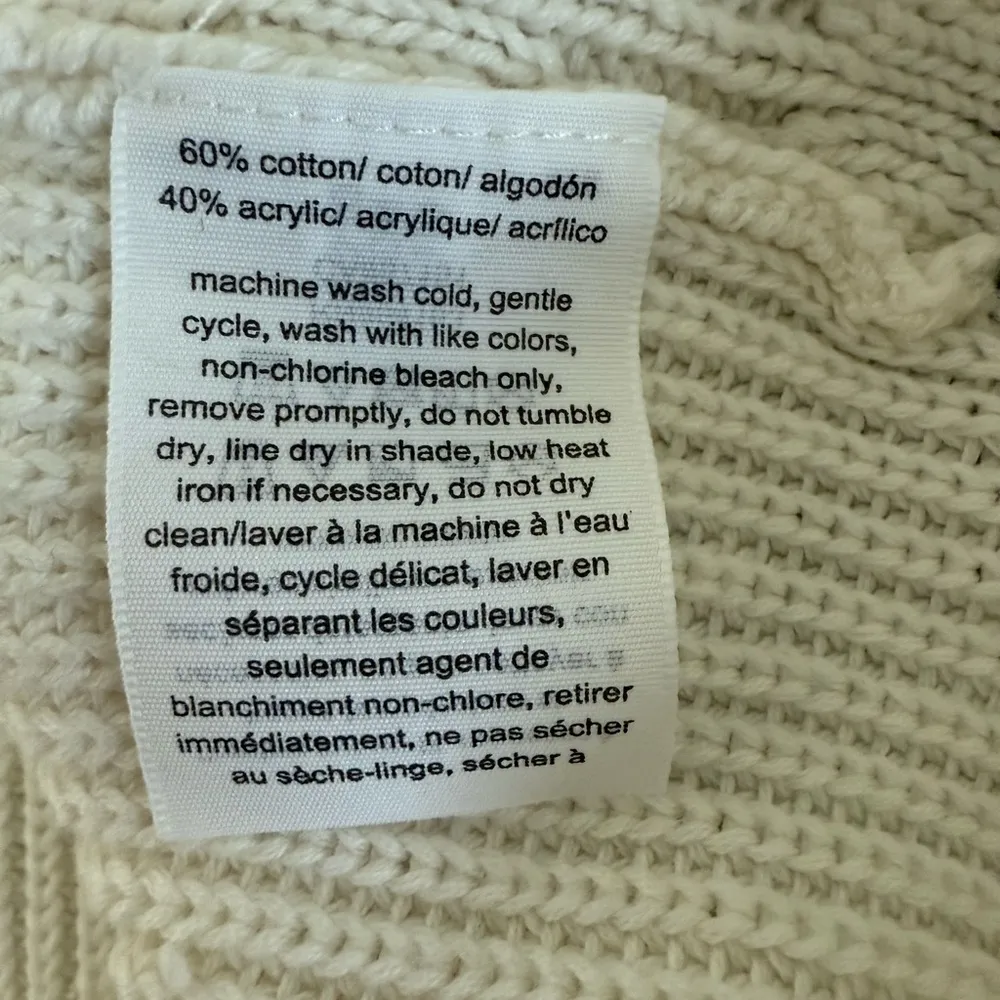 60% cotton/ coton/ algodón
40% acrylic/ acrylique/ acrílico
machine wash cold, gentle
cycle, wash with like colors,
non-chlorine bleach only,
remove promptly, do not tumble
dry, line dry in shade, low heat
iron if necessary, do not dry
clean/laver à la machine à l'eau
froide, cycle délicat, laver en
séparant les couleurs,
seulement agent de
blanchiment non-chlore, retirer
immédiatement, ne pas sécher
au sèche-linge, sécher à